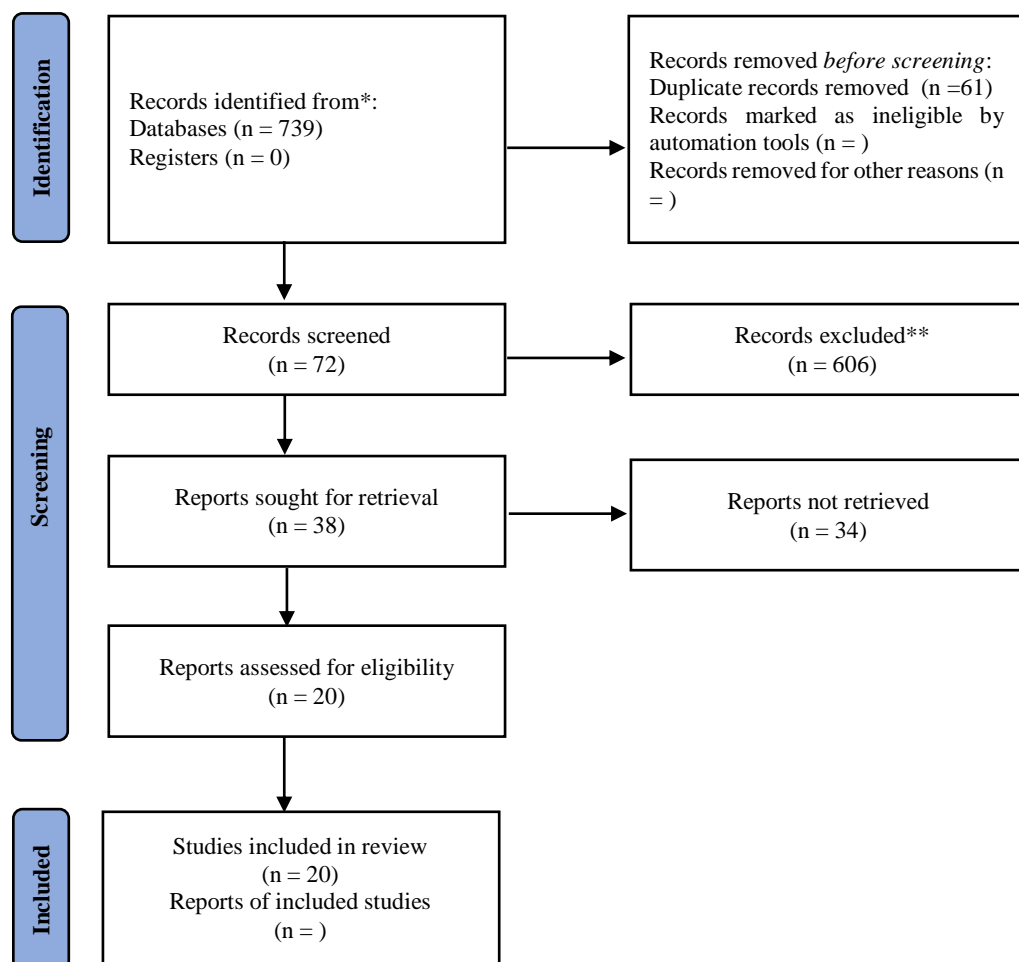 Identification
Records identified from*:
Databases (n = 739)
Registers (n = 0)
Records removed before screening:
Duplicate records removed (n =61)
Records marked as ineligible by
automation tools (n = )
Records removed for other reasons (n
= )
Screening
Records screened
(n = 72)
Records excluded**
(n = 606)
Reports sought for retrieval
(n = 38)
Reports not retrieved
(n = 34)
Reports assessed for eligibility
(n = 20)
Included
Studies included in review
(n = 20)
Reports of included studies
(n = )